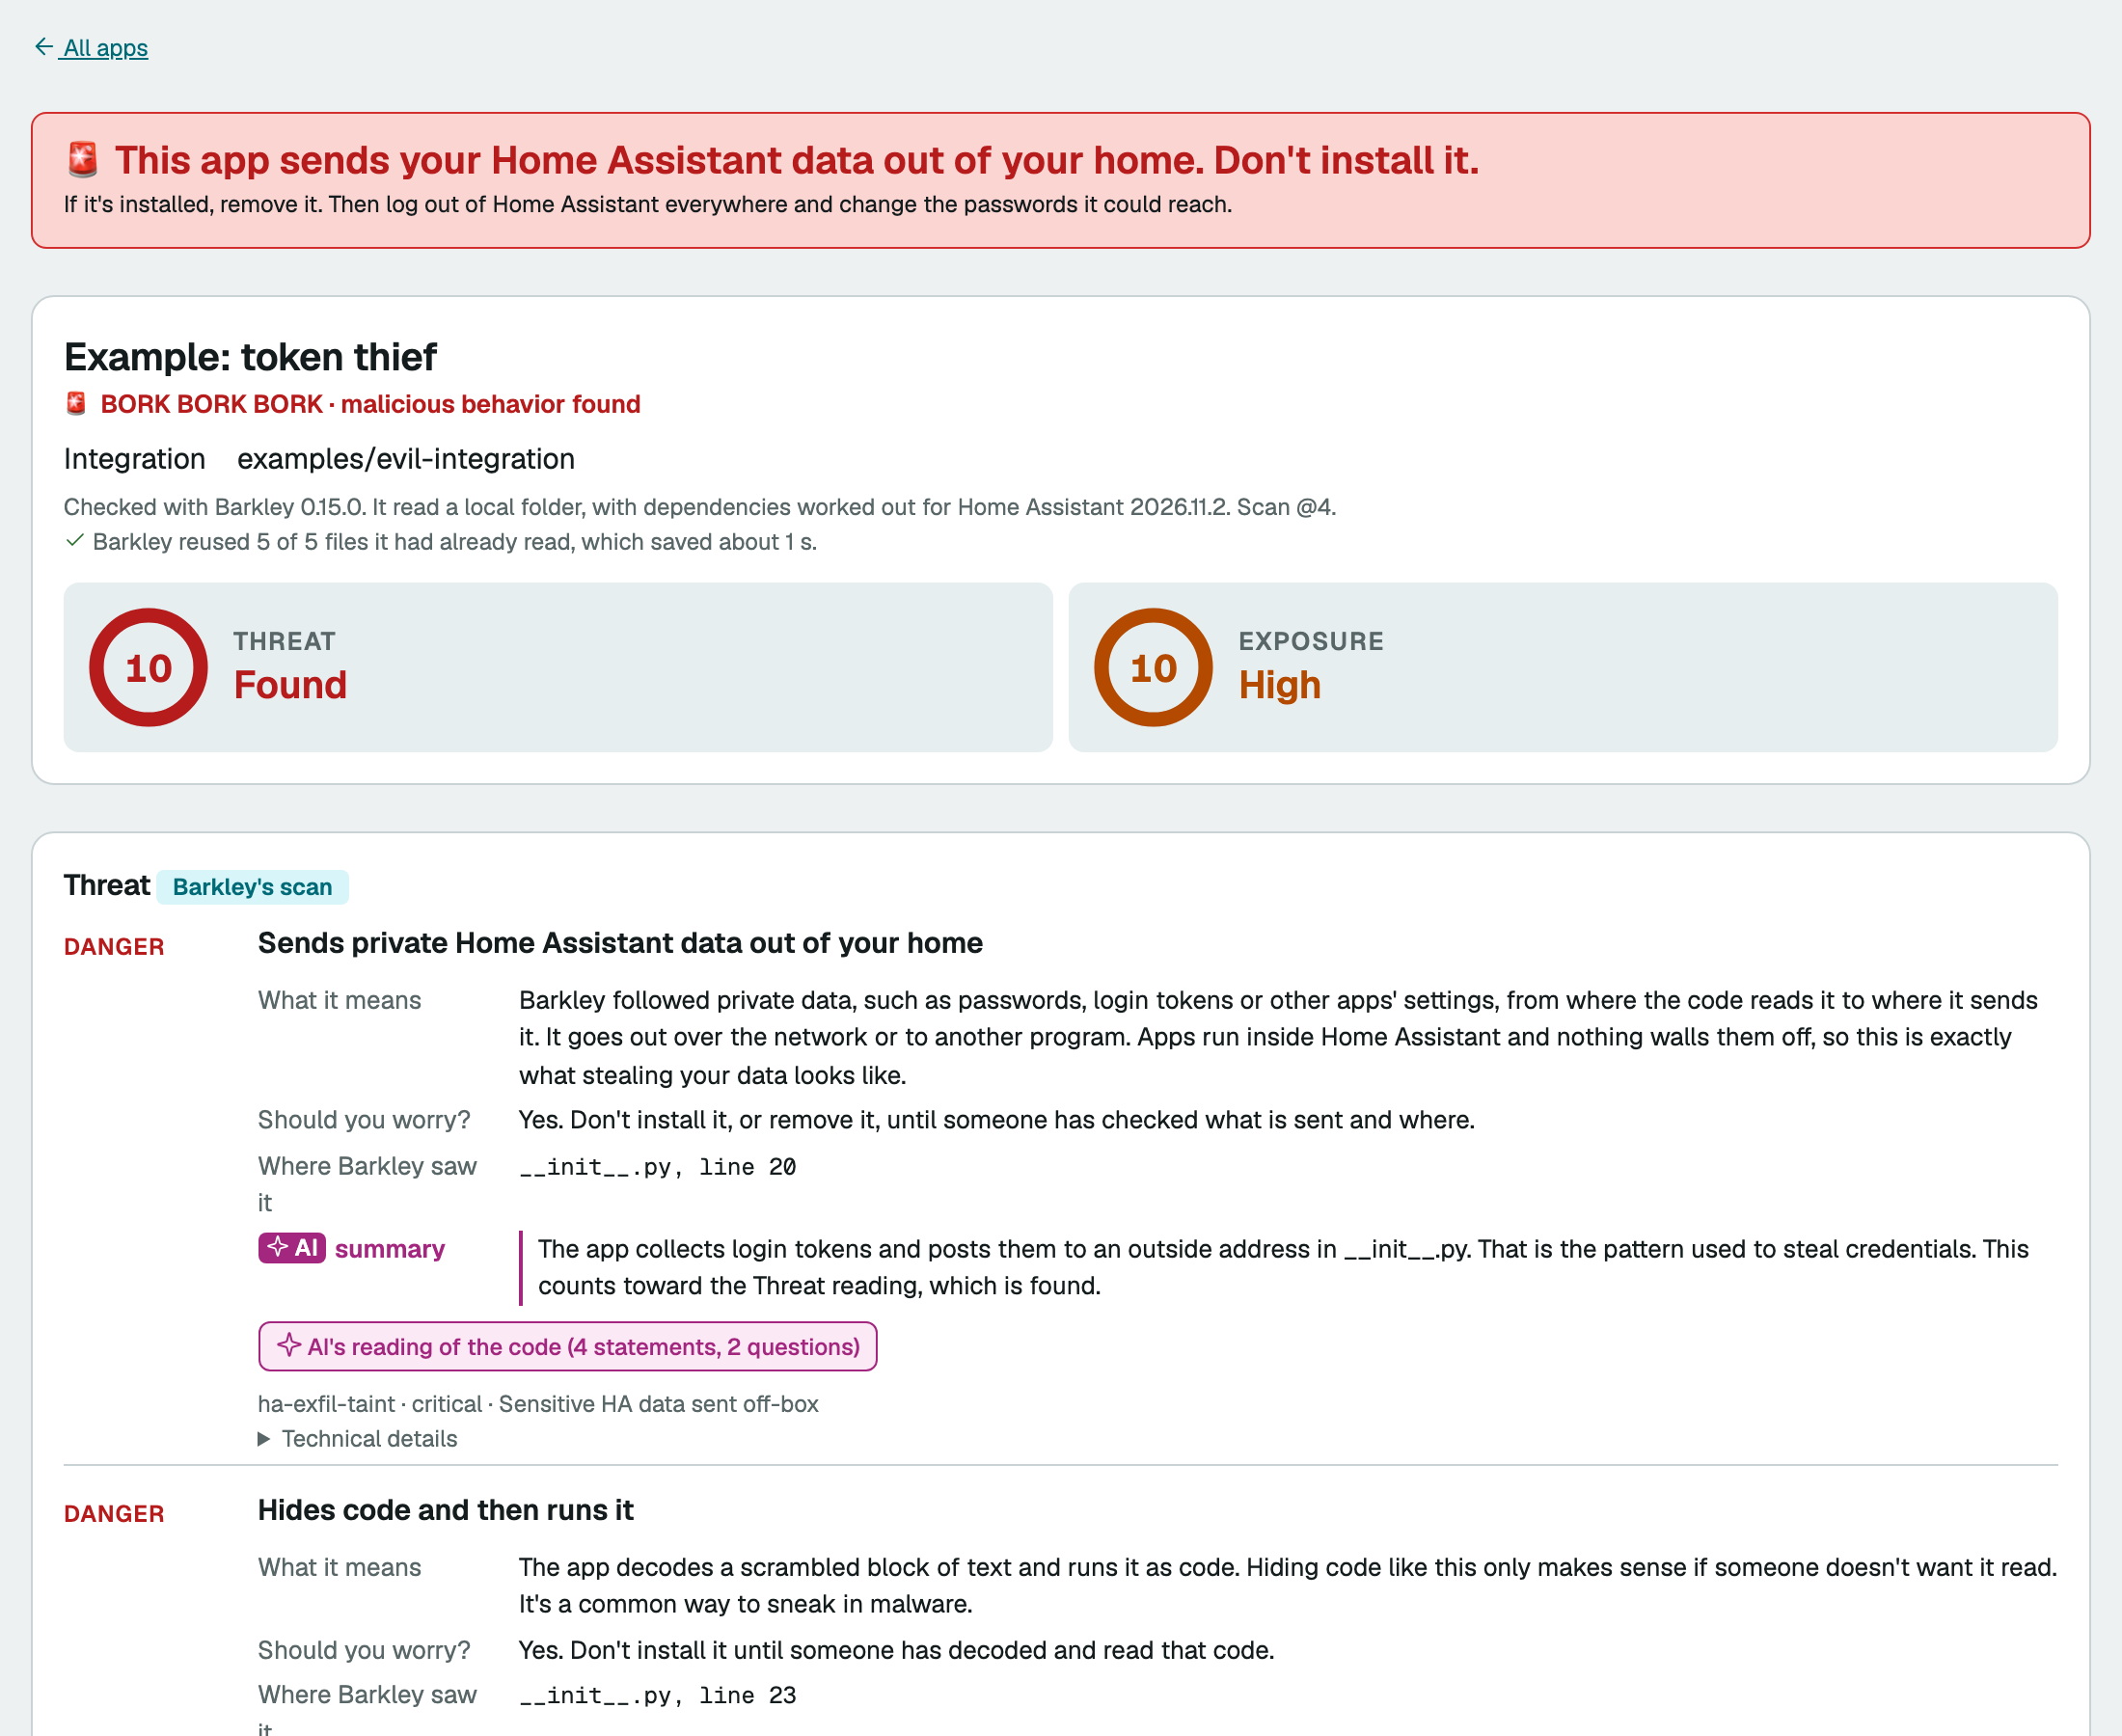 ← All apps
🚨 This app sends your Home Assistant data out of your home. Don't install it.
If it's installed, remove it. Then log out of Home Assistant everywhere and change the passwords it could reach.
Example: token thief
🚨 BORK BORK BORK · malicious behavior found
Integration examples/evil-integration
Checked with Barkley 0.15.0. It read a local folder, with dependencies worked out for Home Assistant 2026.11.2. Scan @4.
✓ Barkley reused 5 of 5 files it had already read, which saved about 1 s.
10
THREAT
Found
10
EXPOSURE
High
Threat Barkley's scan
DANGER
Sends private Home Assistant data out of your home
What it means
Barkley followed private data, such as passwords, login tokens or other apps' settings, from where the code reads it to where it sends
it. It goes out over the network or to another program. Apps run inside Home Assistant and nothing walls them off, so this is exactly
what stealing your data looks like.
Should you worry?
Yes. Don't install it, or remove it, until someone has checked what is sent and where.
Where Barkley saw
it
__init__.py, line 20
AI summary
The app collects login tokens and posts them to an outside address in __init__.py. That is the pattern used to steal credentials. This
counts toward the Threat reading, which is found.
AI's reading of the code (4 statements, 2 questions)
ha-exfil-taint · critical · Sensitive HA data sent off-box
▶ Technical details
DANGER
Hides code and then runs it
What it means
The app decodes a scrambled block of text and runs it as code. Hiding code like this only makes sense if someone doesn't want it read.
It's a common way to sneak in malware.
Should you worry?
Yes. Don't install it until someone has decoded and read that code.
Where Barkley saw
it
__init__.py, line 23